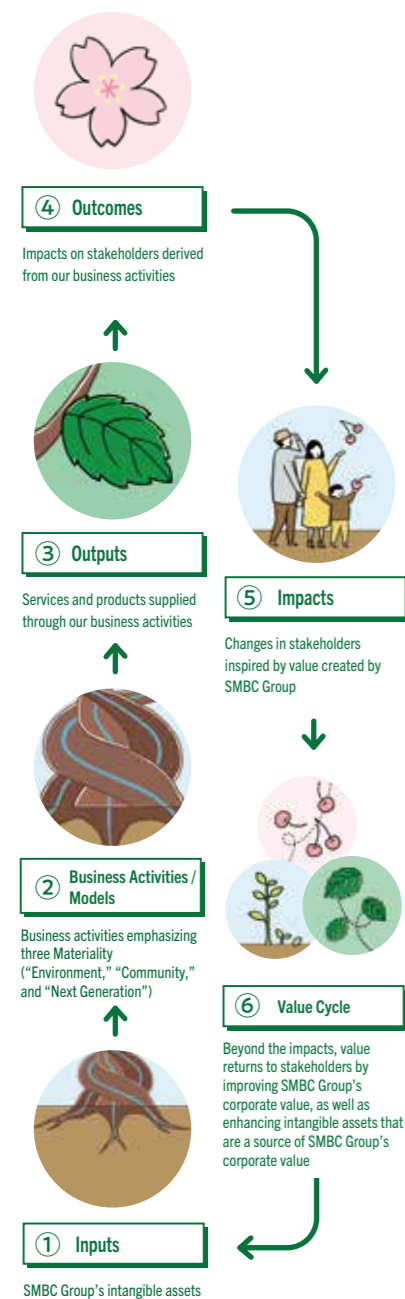 ④ Outcomes
Impacts on stakeholders derived
from our business activities
③ Outputs
Services and products supplied
through our business activities
② Business Activities /
Models
Business activities emphasizing
three Materiality
(“Environment,” “Community,”
and “Next Generation”)
① Inputs
SMBC Group’s intangible assets
⑤ Impacts
Changes in stakeholders
inspired by value created by
SMBC Group
⑥ Value Cycle
Beyond the impacts, value
returns to stakeholders by
improving SMBC Group’s
corporate value, as well as
enhancing intangible assets that
are a source of SMBC Group’s
corporate value